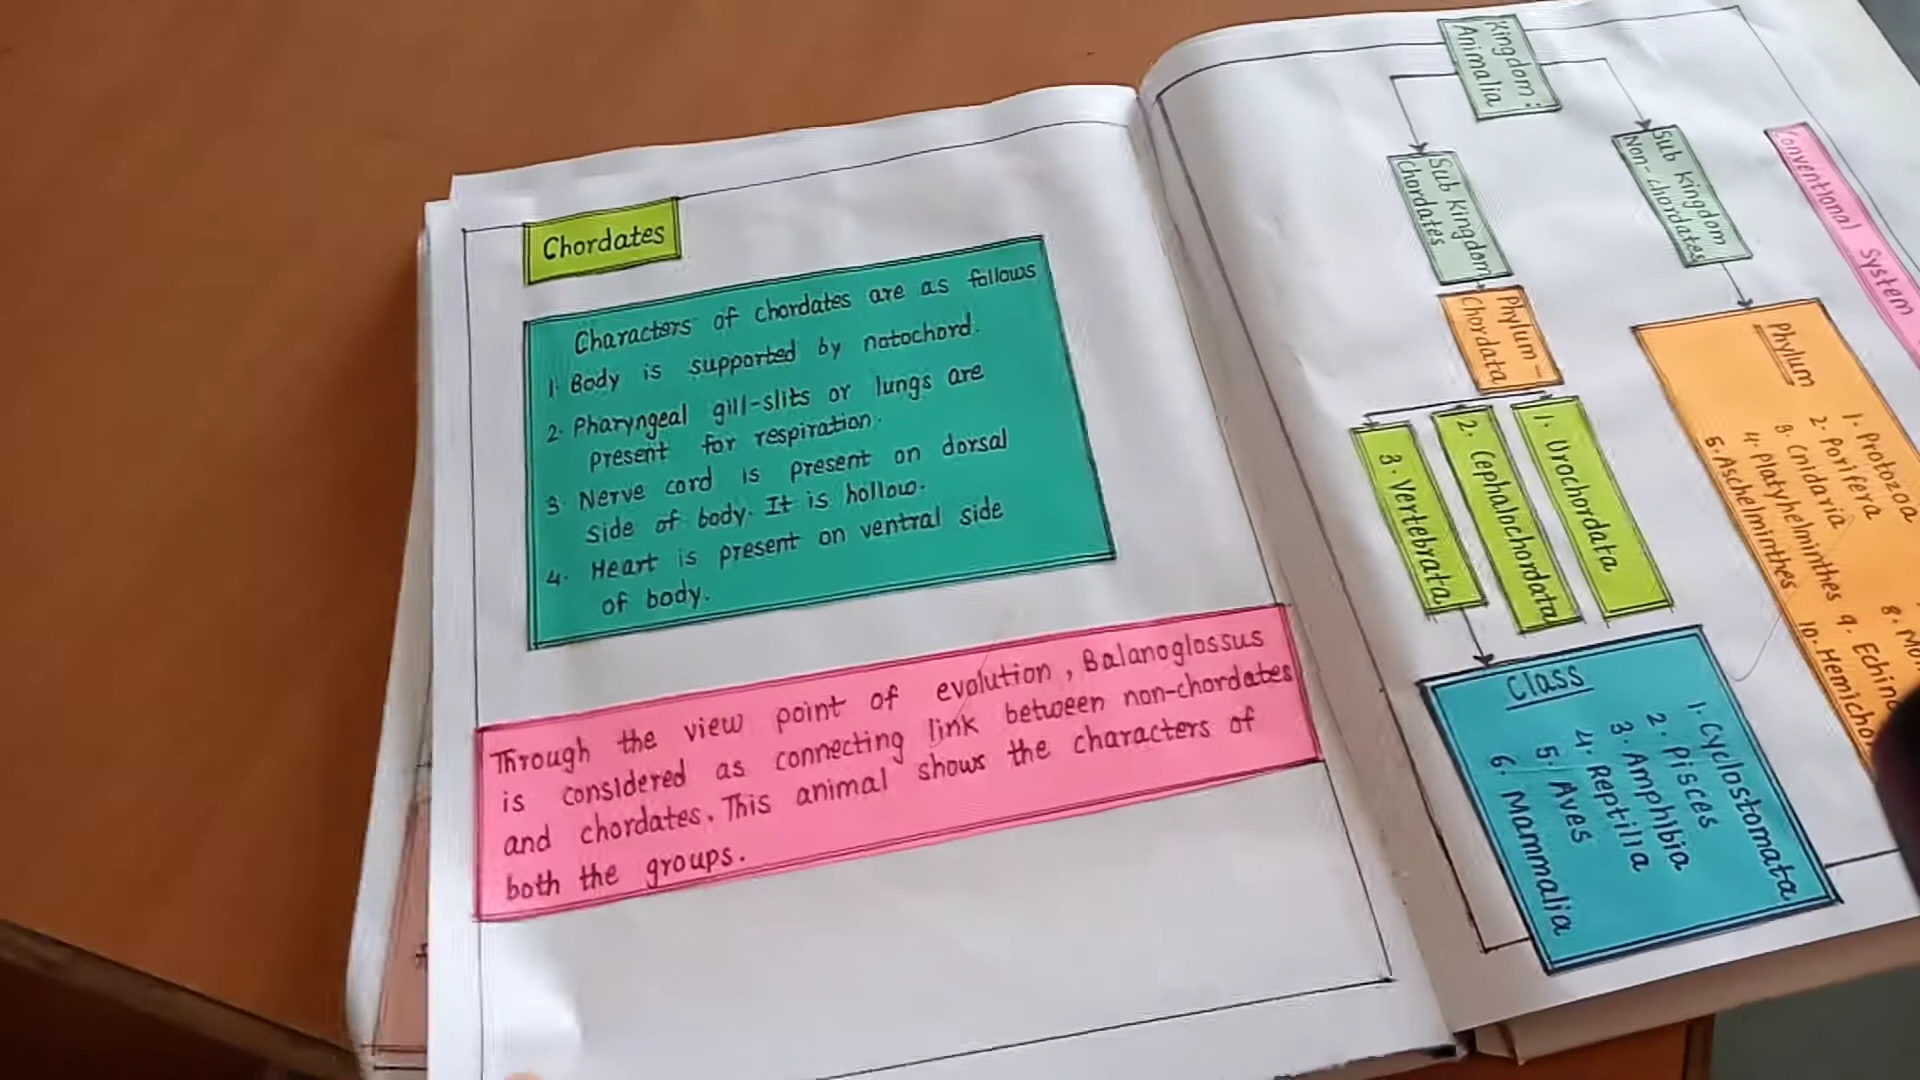 Chordates
Characters of chordates are as follows
1. Body is supported by notochord.
2. Pharyngeal gill-slits or lungs are
present for respiration.
3. Nerve cord is present on dorsal
side of body. It is hollow.
4. Heart is present on ventral side
of body.
Through the view point of evolution, Balanoglossus
is considered as connecting link between non-chordates
and chordates. This animal shows the characters of
both the groups.
Conventional System
Kingdom:
Animalia
Sub Kingdom
Non-chordates
Sub Kingdom
Chordates
Phylum
1. Protozoa
2. Porifera
3. Cnidaria
4. Platyhelminthes
5. Aschelminthes
8.
9.
10.
Phylum -
Chordata
1. Urochordata
2. Cephalochordata
3. Vertebrata
Class
1. Cyclostomata
2. Pisces
3. Amphibia
4. Reptilia
5. Aves
6. Mammalia